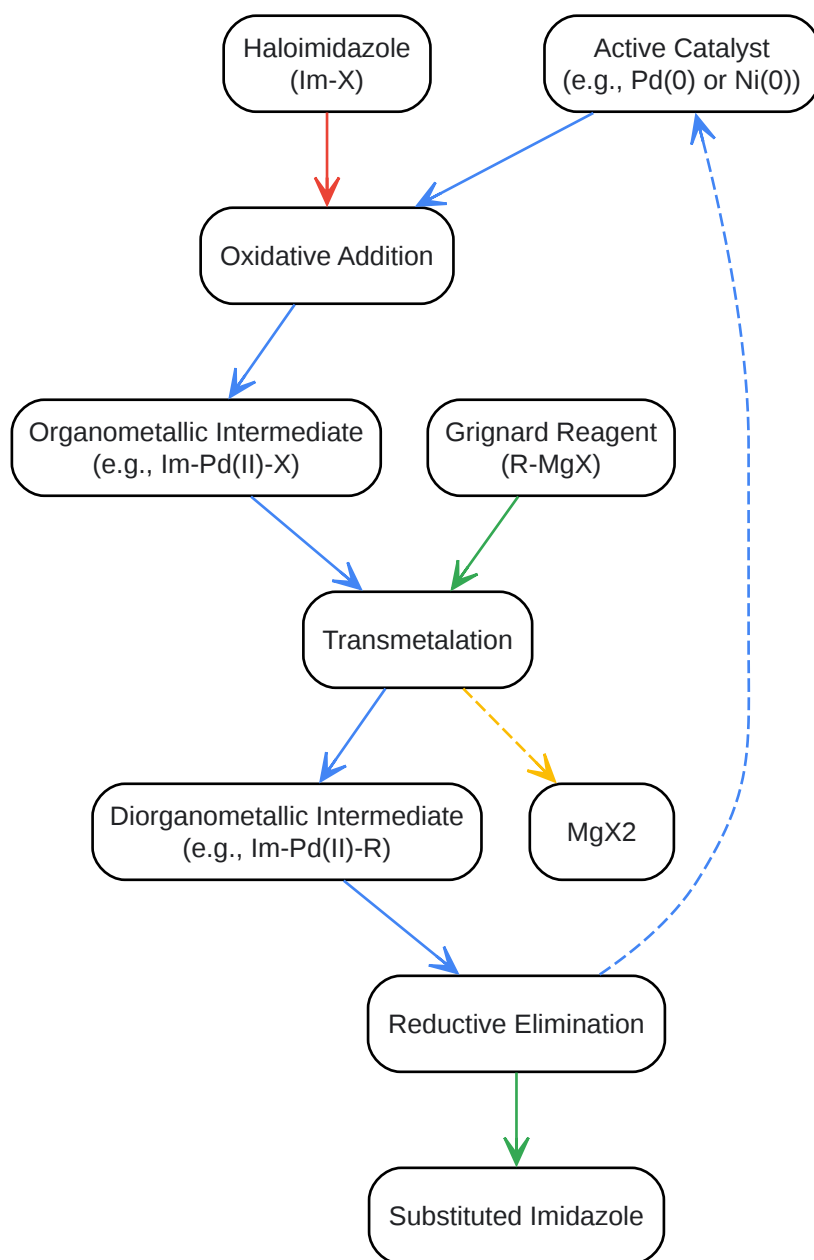 Haloimidazole
(Im-X)
Active Catalyst
(e.g., Pd(0) or Ni(0))
Oxidative Addition
Organometallic Intermediate
(e.g., Im-Pd(II)-X)
Grignard Reagent
(R-MgX)
Transmetalation
Diorganometallic Intermediate
(e.g., Im-Pd(II)-R)
MgX2
Reductive Elimination
Substituted Imidazole